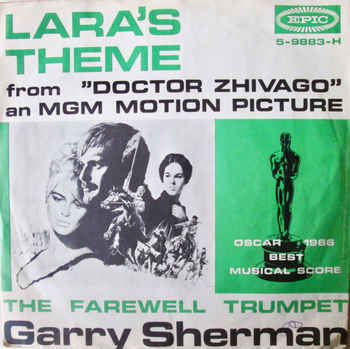 LARA'S
THEME
EPIC
5-9883-H
from "DOCTOR ZHIVAGO"
an MGM MOTION PICTURE
OSCAR 1966
BEST
MUSICAL SCORE
THE FAREWELL TRUMPET
Garry Sherman